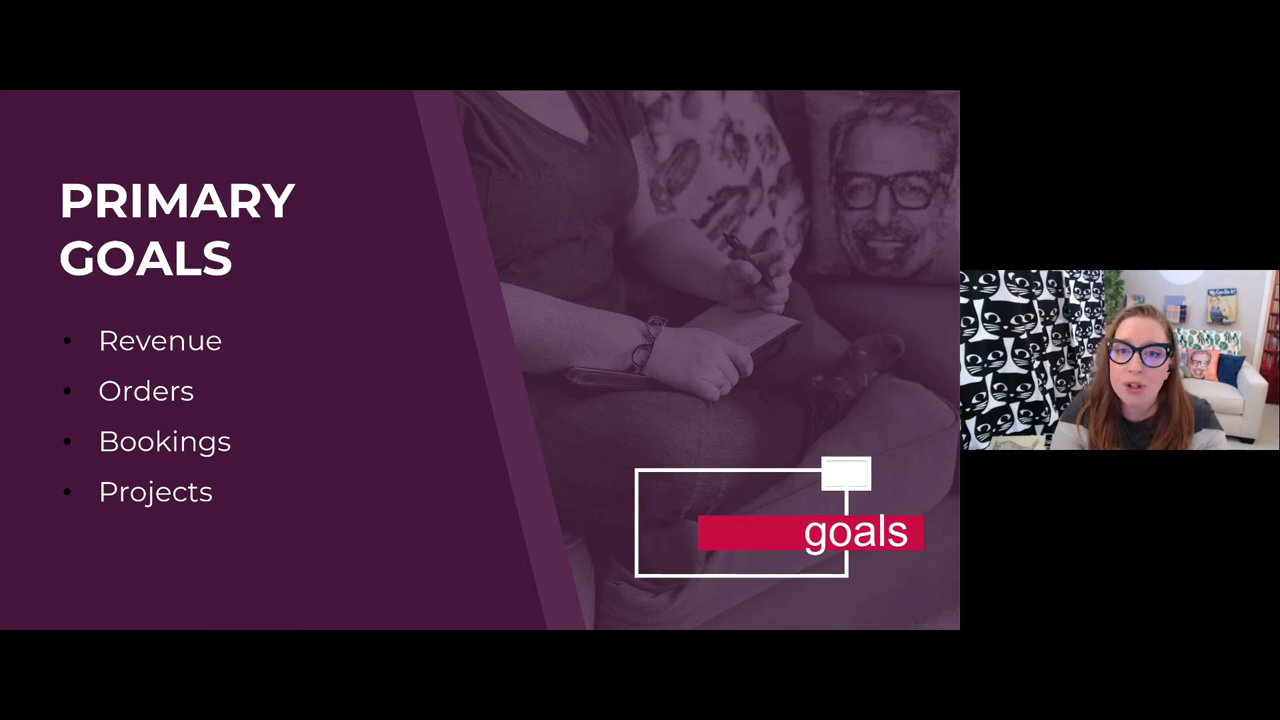 PRIMARY
GOALS
Revenue
Orders
Bookings
Projects
goals